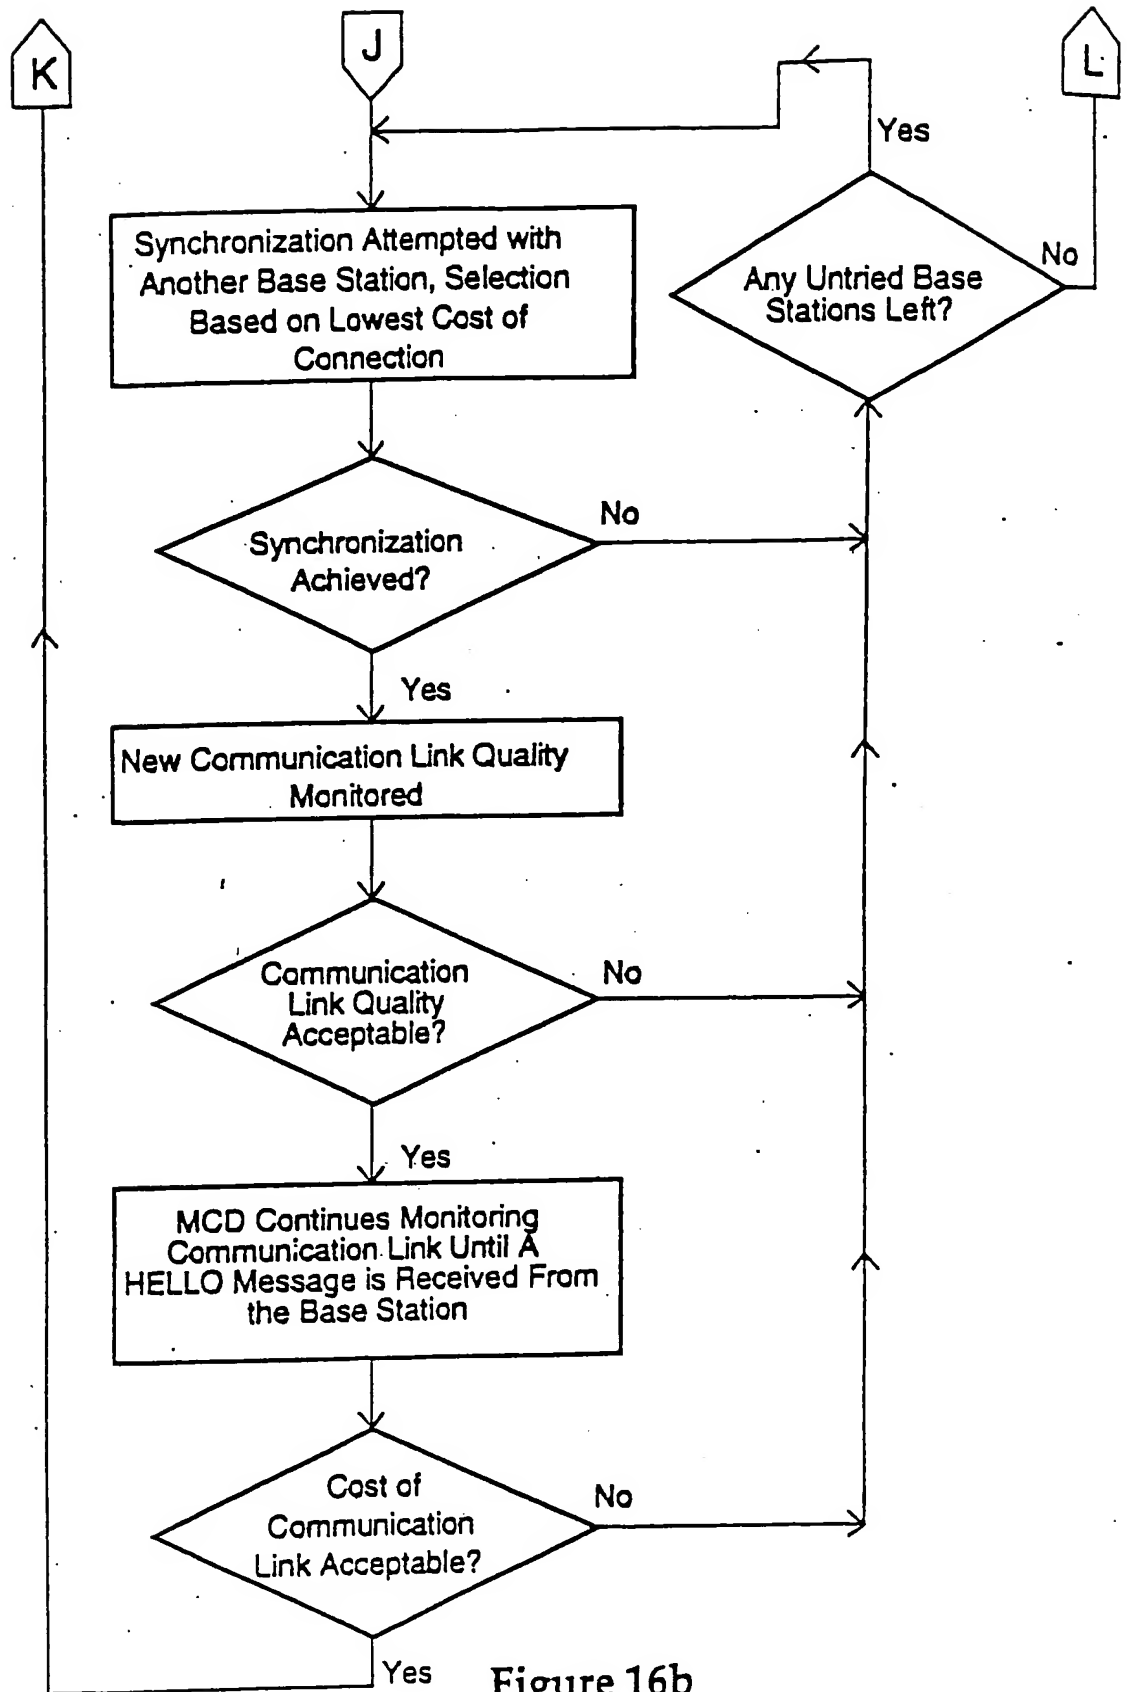 K
J
L
Yes
Synchronization Attempted with
Another Base Station, Selection
Based on Lowest Cost of
Connection
Any Untried Base
Stations Left?
No
Synchronization
Achieved?
No
Yes
New Communication Link Quality
Monitored
Communication
Link Quality
Acceptable?
No
Yes
MCD Continues Monitoring
Communication Link Until A
HELLO Message is Received From
the Base Station
Cost of
Communication
Link Acceptable?
No
Yes
Figure 16b